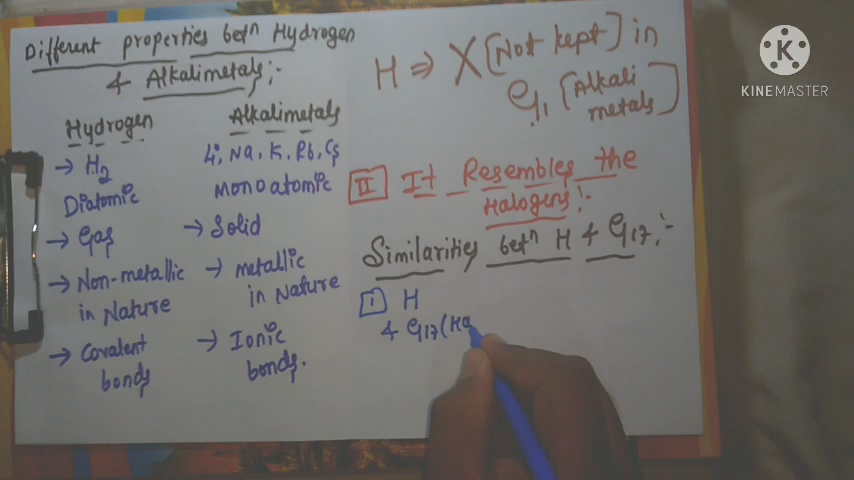 Different properties betⁿ Hydrogen
& Alkalimetals:-
Hydrogen
→ H₂
Diatomic
→ Gas
→ Non-metallic
in Nature
→ Covalent
bonds
Alkalimetals
Li, Na, K, Rb, Cs
Monoatomic
→ Solid
→ metallic
in Nature
→ Ionic
bonds.
H ⇒ X [Not kept] in
G₁ [Alkali
metals]
II It Resembles the
Halogens:-
Similarities betⁿ H & G₁₇:-
1 H
& G₁₇(Ha
K
KINEMASTER